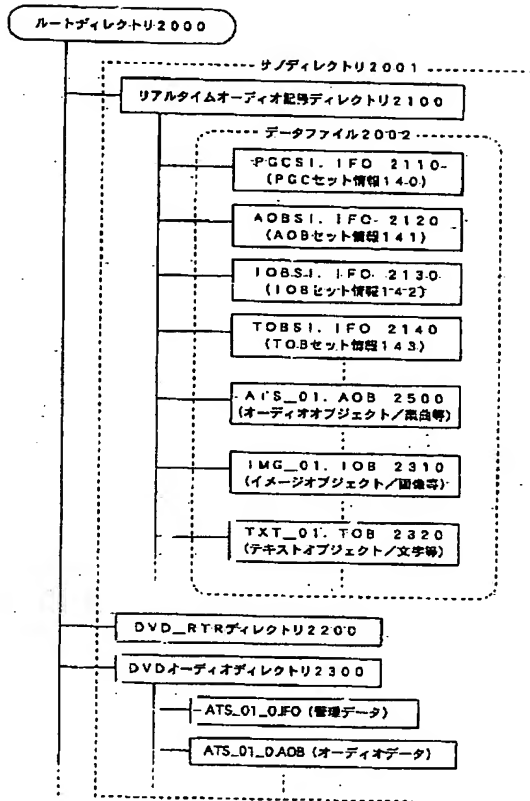 ルートディレクトリ2000
サブディレクトリ2001
リアルタイムオーディオ記号ディレクトリ2100
データファイル2002
PGCSI. IFO 2110
(PGCセット情報140)
AOBSI. IFO 2120
(AOBセット情報141)
IOBSI. IFO 2130
(IOBセット情報142)
TOBSI. IFO 2140
(TOBセット情報143)
ATS_01. AOB 2500
(オーディオオブジェクト/楽曲等)
IMG_01. IOB 2310
(イメージオブジェクト/画像等)
TXT_01. TOB 2320
(テキストオブジェクト/文字等)
DVD_RTRディレクトリ2200
DVDオーディオディレクトリ2300
ATS_01_0.IFO (管理データ)
ATS_01_0.AOB (オーディオデータ)